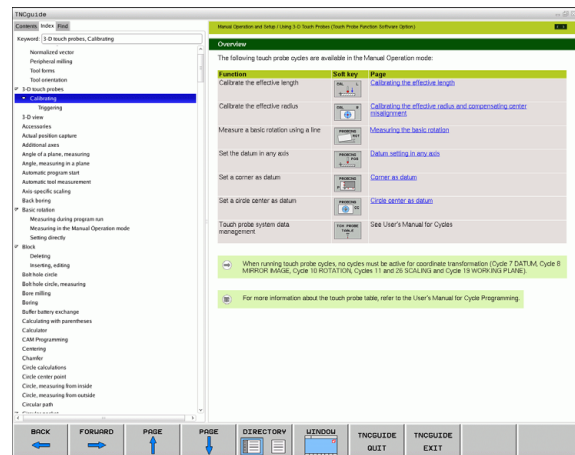 TNCguide
Contents Index Find
Keyword: 3-D touch probes, Calibrating
Normalized vector
Peripheral milling
Tool forms
Tool orientation
3-D touch probes
Calibrating
Triggering
3-D view
Accessories
Actual position capture
Additional axes
Angle of a plane, measuring
Angle, measuring in a plane
Automatic program start
Automatic tool measurement
Axis-specific scaling
Back boring
Basic rotation
Measuring during program run
Measuring in the Manual Operation mode
Setting directly
Block
Deleting
Inserting, editing
Bolt hole circle
Bolt hole circle, measuring
Bore milling
Boring
Buffer battery exchange
Calculating with parentheses
Calculator
CAM Programming
Centering
Chamfer
Circle calculations
Circle center point
Circle, measuring from inside
Circle, measuring from outside
Circular path
Manual Operation and Setup / Using 3-D Touch Probes (Touch Probe Function Software Option)
Overview
The following touch probe cycles are available in the Manual Operation mode:
Function Soft key Page
Calibrate the effective length CAL L Calibrating the effective length
Calibrate the effective radius CAL R Calibrating the effective radius and compensating center misalignment
Measure a basic rotation using a line PROBING ROT Measuring the basic rotation
Set the datum in any axis PROBING POS Datum setting in any axis
Set a corner as datum PROBING P Corner as datum
Set a circle center as datum PROBING CC Circle center as datum
Touch probe system data management TCH PROBE TABLE See User's Manual for Cycles
When running touch probe cycles, no cycles must be active for coordinate transformation (Cycle 7 DATUM, Cycle 8 MIRROR IMAGE, Cycle 10 ROTATION, Cycles 11 and 26 SCALING and Cycle 19 WORKING PLANE).
For more information about the touch probe table, refer to the User's Manual for Cycle Programming.
BACK FORWARD PAGE PAGE DIRECTORY WINDOW TNCGUIDE QUIT TNCGUIDE EXIT